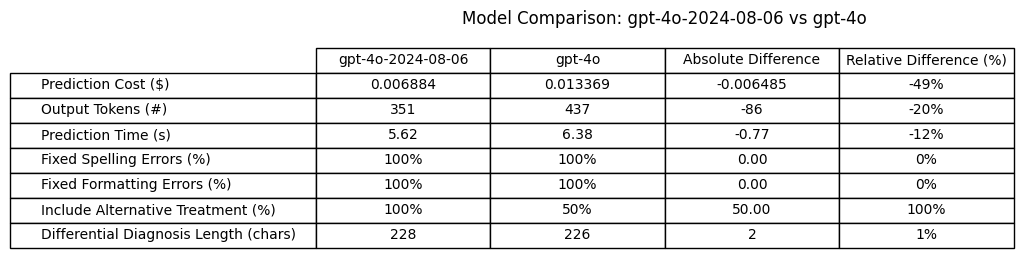 Model Comparison: gpt-4o-2024-08-06 vs gpt-4o
gpt-4o-2024-08-06 gpt-4o Absolute Difference Relative Difference (%)
Prediction Cost ($) 0.006884 0.013369 -0.006485 -49%
Output Tokens (#) 351 437 -86 -20%
Prediction Time (s) 5.62 6.38 -0.77 -12%
Fixed Spelling Errors (%) 100% 100% 0.00 0%
Fixed Formatting Errors (%) 100% 100% 0.00 0%
Include Alternative Treatment (%) 100% 50% 50.00 100%
Differential Diagnosis Length (chars) 228 226 2 1%